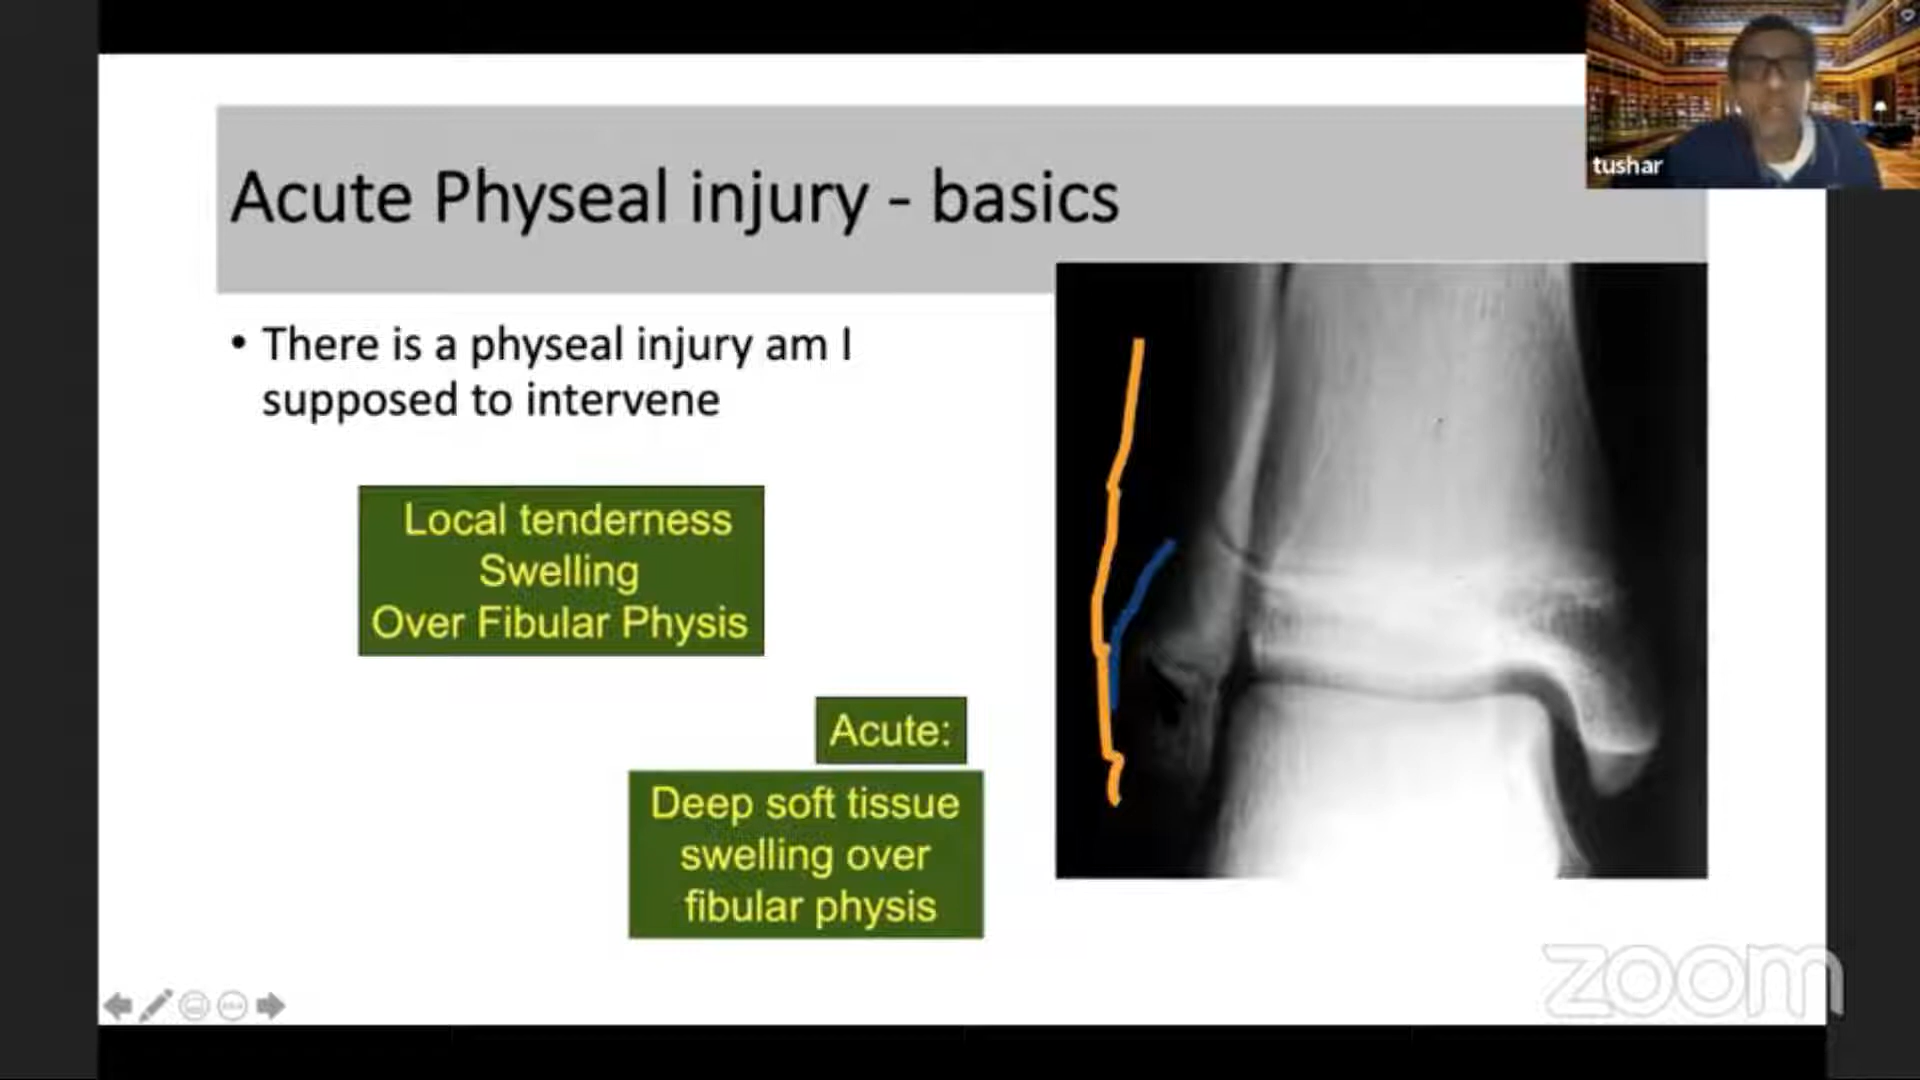 tushar
Acute Physeal injury - basics
• There is a physeal injury am I
supposed to intervene
Local tenderness
Swelling
Over Fibular Physis
Acute:
Deep soft tissue
swelling over
fibular physis
zoom